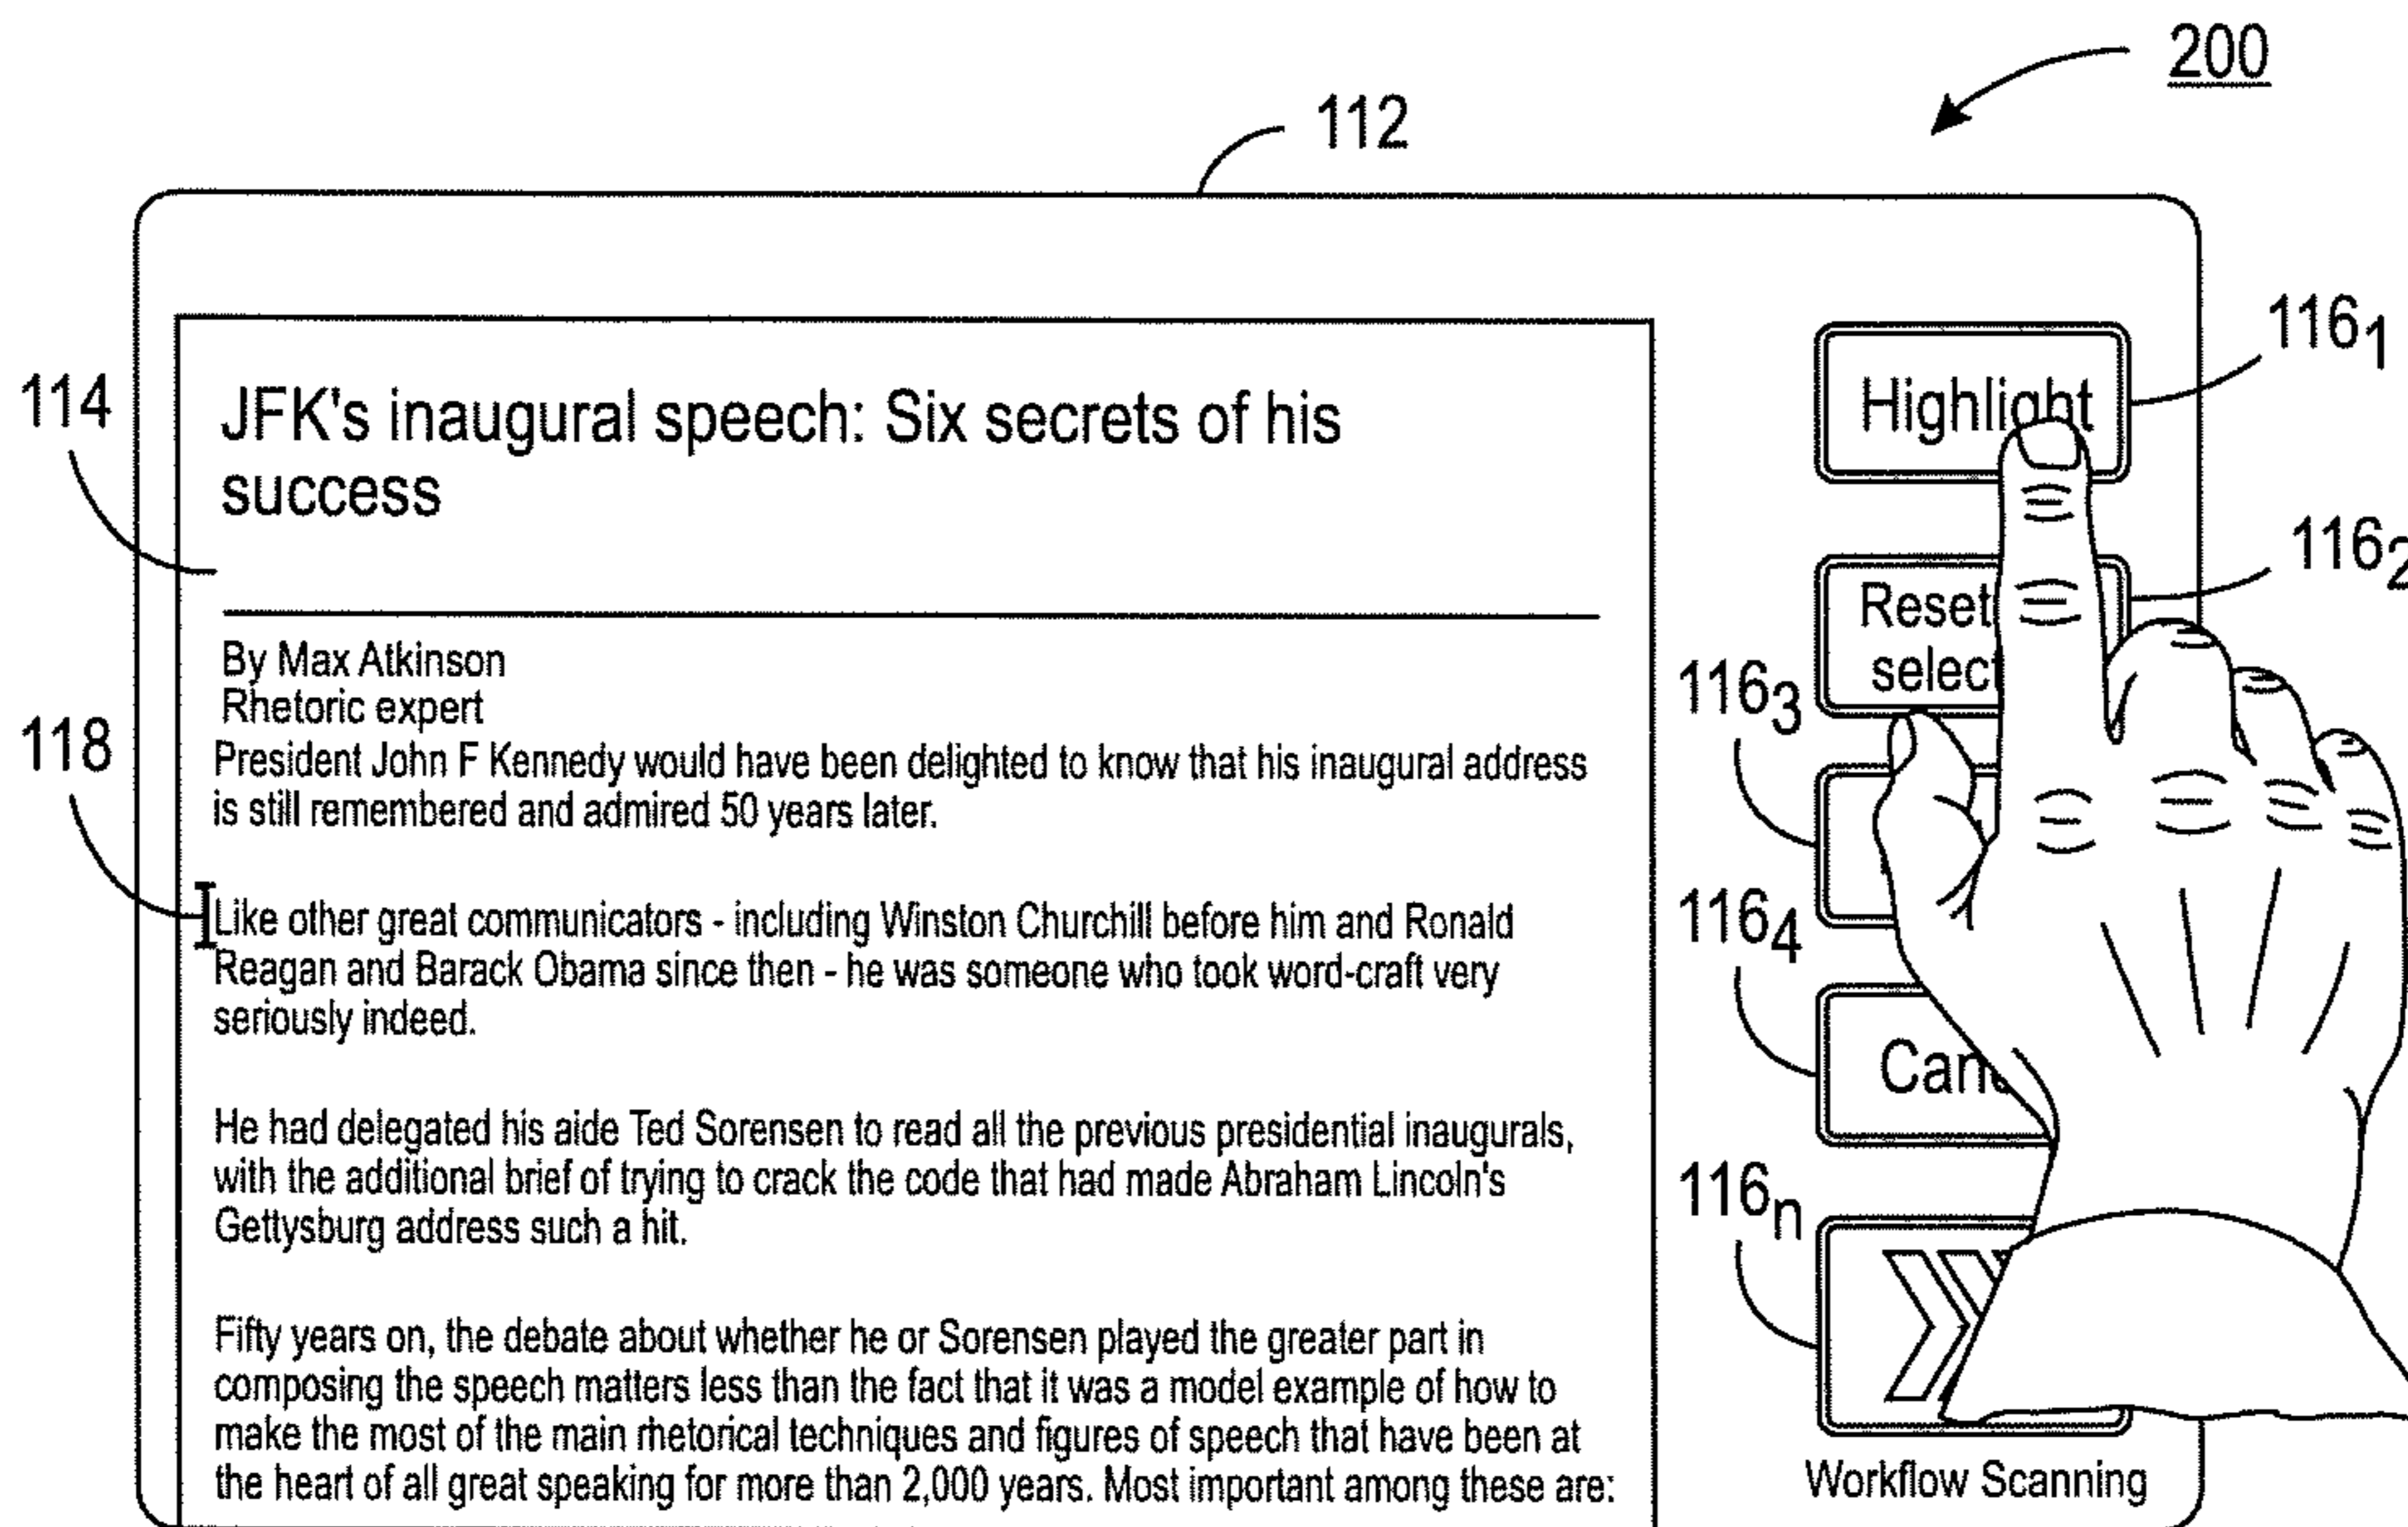 200
112
114
JFK's inaugural speech: Six secrets of his
success
By Max Atkinson
Rhetoric expert
President John F Kennedy would have been delighted to know that his inaugural address
is still remembered and admired 50 years later.
118
Like other great communicators - including Winston Churchill before him and Ronald
Reagan and Barack Obama since then - he was someone who took word-craft very
seriously indeed.
He had delegated his aide Ted Sorensen to read all the previous presidential inaugurals,
with the additional brief of trying to crack the code that had made Abraham Lincoln's
Gettysburg address such a hit.
Fifty years on, the debate about whether he or Sorensen played the greater part in
composing the speech matters less than the fact that it was a model example of how to
make the most of the main rhetorical techniques and figures of speech that have been at
the heart of all great speaking for more than 2,000 years. Most important among these are:
Highlight
116₁
Reset
select
116₂
116₃
116₄
116ₙ
Workflow Scanning